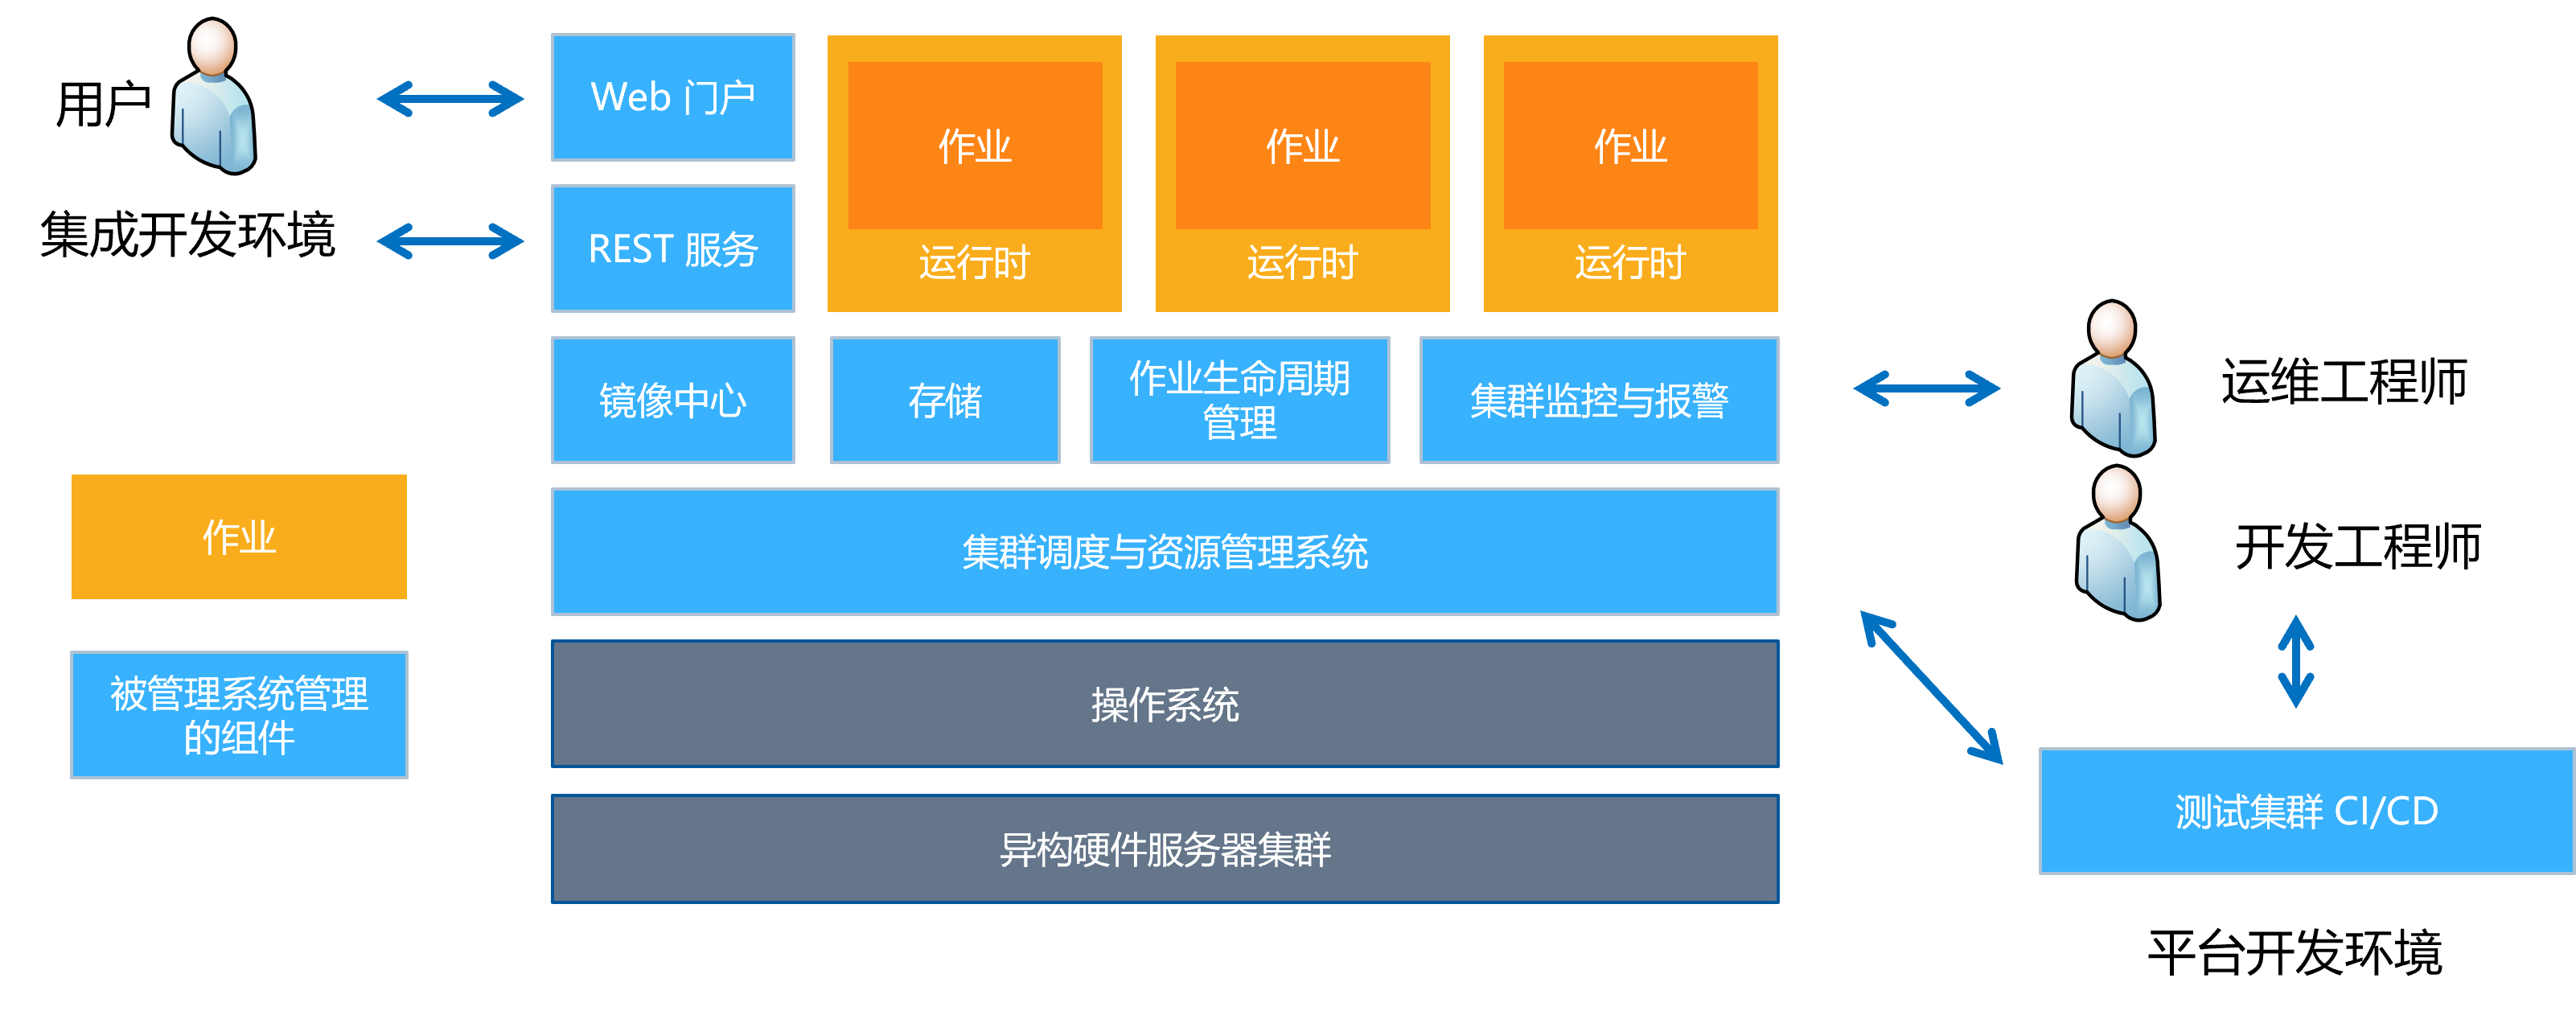 用户
集成开发环境
Web 门户
REST 服务
作业
运行时
作业
运行时
作业
运行时
镜像中心
存储
作业生命周期
管理
集群监控与报警
集群调度与资源管理系统
操作系统
异构硬件服务器集群
作业
被管理系统管理
的组件
运维工程师
开发工程师
测试集群 CI/CD
平台开发环境